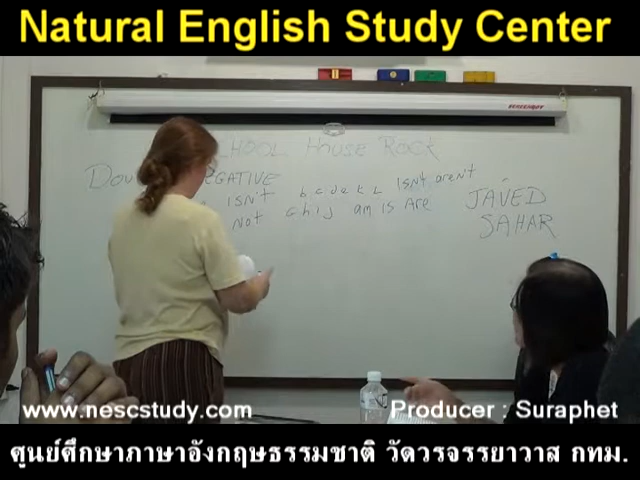 Natural English Study Center
SCREENBOY
HOOL House Rock
Dou EGATIVE
ISN'T b c i d e k L ISN't aren't
Not c h i j am IS Are
JAVED
SAHAR
www.nescstudy.com
Producer : Suraphet
ศูนย์ศึกษาภาษาอังกฤษธรรมชาติ วัดวรจรรยาวาส กทม.